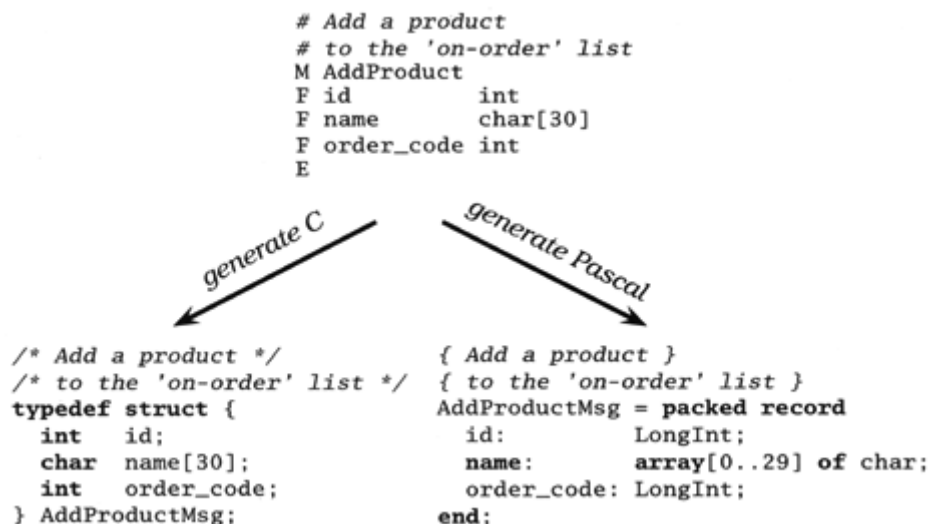 # Add a product
# to the 'on-order' list
M AddProduct
F id int
F name char[30]
F order_code int
E
generate C
generate Pascal
/* Add a product */
/* to the 'on-order' list */
typedef struct {
int id;
char name[30];
int order_code;
} AddProductMsg;
{ Add a product }
{ to the 'on-order' list }
AddProductMsg = packed record
id: LongInt;
name: array[0..29] of char;
order_code: LongInt;
end;